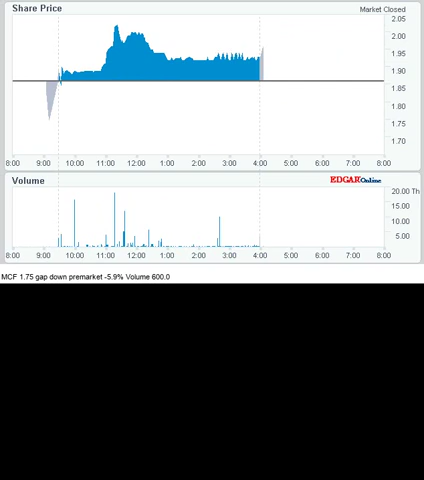 Share Price
Market Closed
2.05
2.00
1.95
1.90
1.85
1.80
1.75
1.70
8:00 9:00 10:00 11:00 12:00 1:00 2:00 3:00 4:00 5:00 6:00 7:00 8:00
Volume
EDGAROnline
20.00 Th
15.00
10.00
5.00
8:00 9:00 10:00 11:00 12:00 1:00 2:00 3:00 4:00 5:00 6:00 7:00 8:00
MCF 1.75 gap down premarket -5.9% Volume 600.0